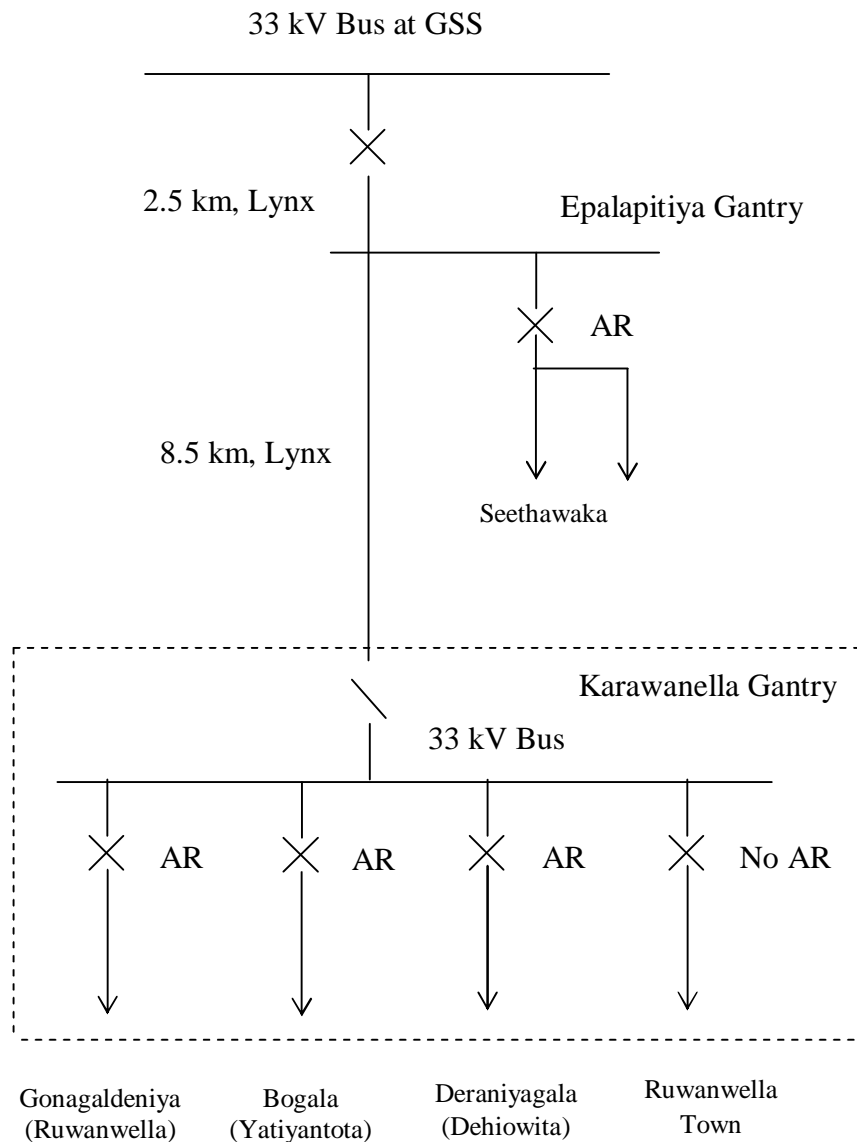 33 kV Bus at GSS
2.5 km, Lynx
Epalapitiya Gantry
AR
8.5 km, Lynx
Seethawaka
Karawanella Gantry
33 kV Bus
AR
AR
AR
No AR
Gonagaldeniya
(Ruwanwella)
Bogala
(Yatiyantota)
Deraniyagala
(Dehiowita)
Ruwanwella
Town